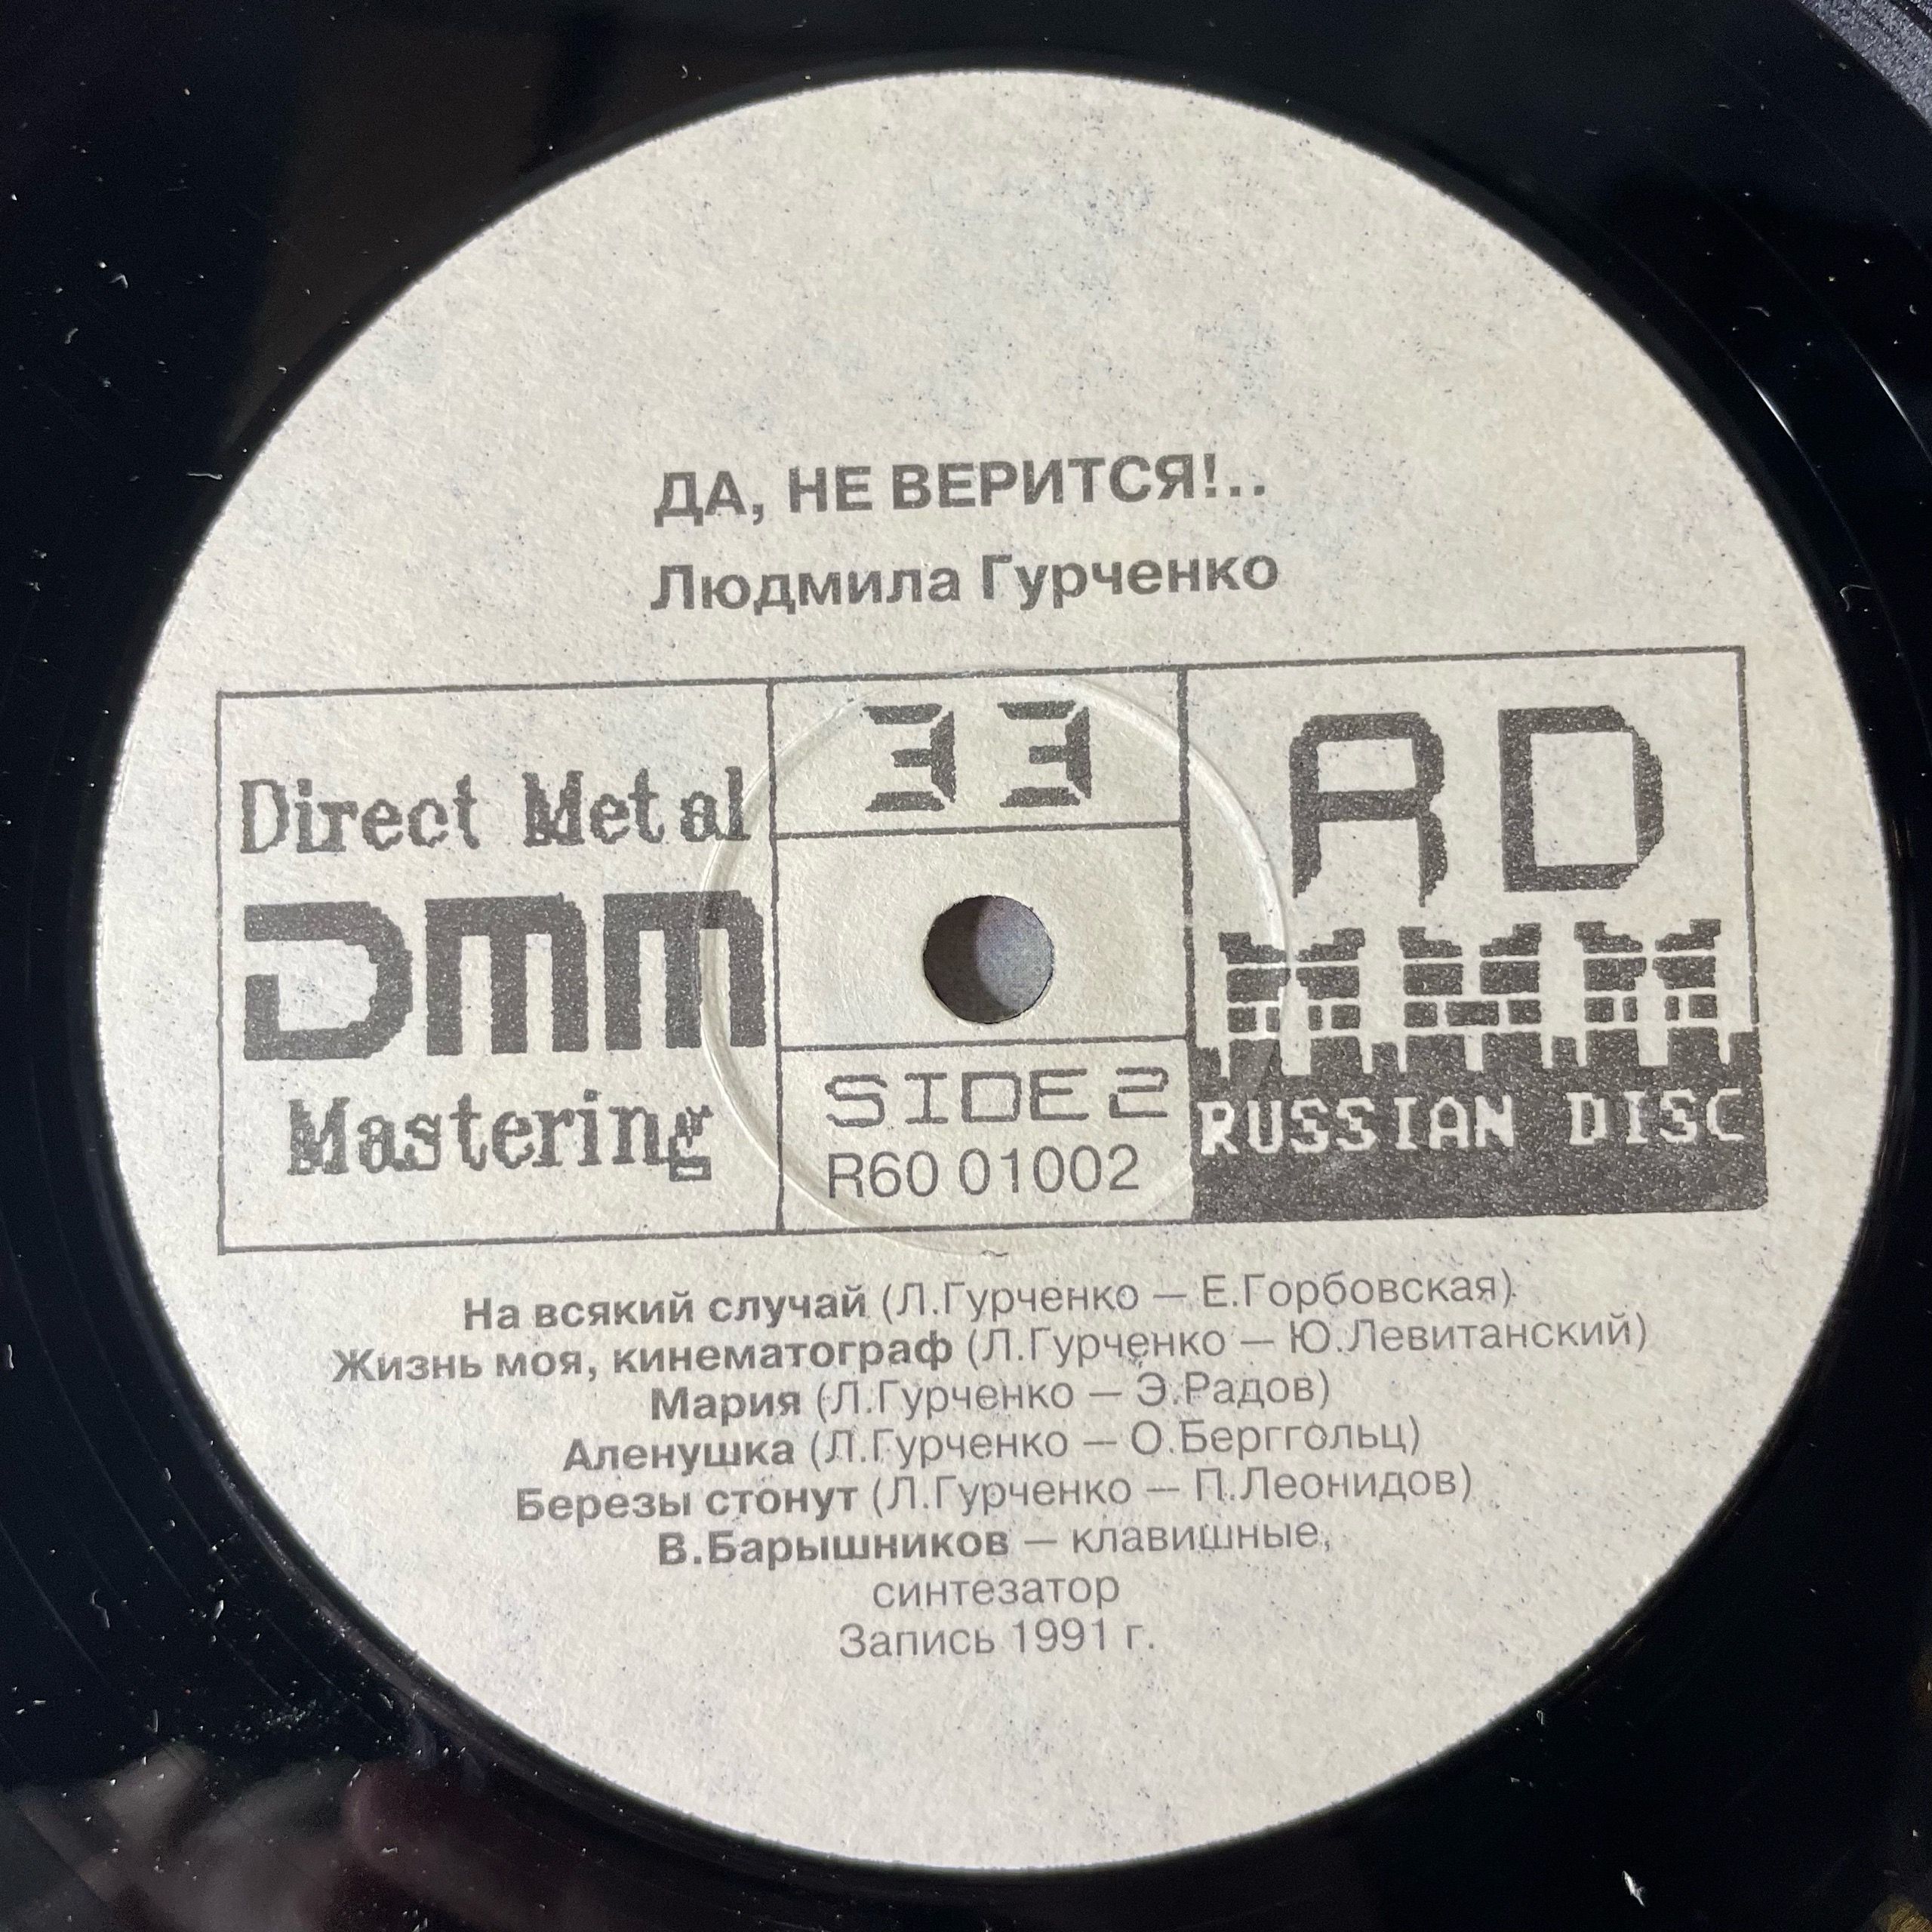 ДА, НЕ ВЕРИТСЯ!..
Людмила Гурченко
Direct Metal
DMM
Mastering
33
SIDE 2
R60 01002
RD
RUSSIAN DISC
На всякий случай (Л.Гурченко — Е.Горбовская)
Жизнь моя, кинематограф (Л.Гурченко — Ю.Левитанский)
Мария (Л.Гурченко — Э.Радов)
Аленушка (Л.Гурченко — О.Берггольц)
Березы стонут (Л.Гурченко — П.Леонидов)
В.Барышников — клавишные,
синтезатор
Запись 1991 г.